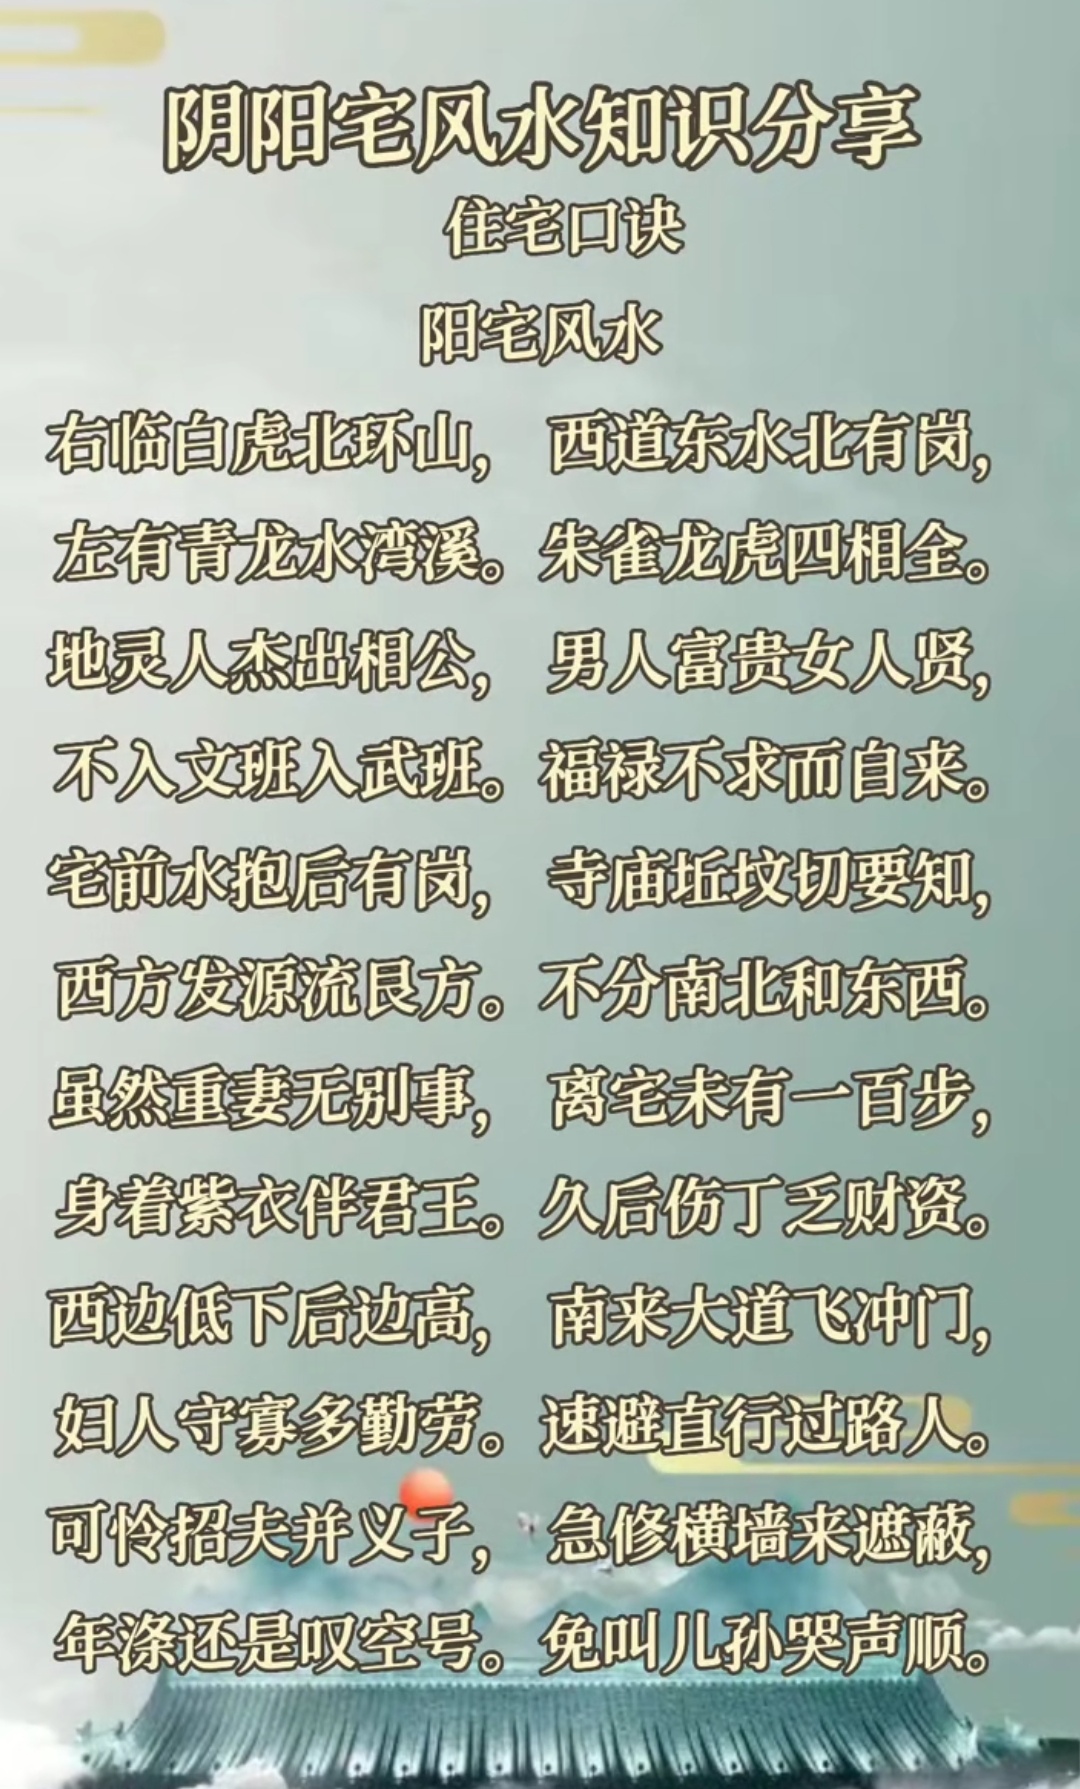 阴阳宅风水知识分享
住宅口诀
阳宅风水
右临白虎北环山， 西道东水北有岗，
左有青龙水湾溪。朱雀龙虎四相全。
地灵人杰出相公， 男人富贵女人贤，
不入文班入武班。福禄不求而自来。
宅前水抱后有岗， 寺庙坵坟切要知，
西方发源流艮方。不分南北和东西。
虽然重妻无别事， 离宅未有一百步，
身着紫衣伴君王。久后伤丁乏财资。
西边低下后边高， 南来大道飞冲门，
妇人守寡多勤劳。速避直行过路人。
可怜招夫并义子， 急修横墙来遮蔽，
年涤还是叹空号。免叫儿孙哭声顺。